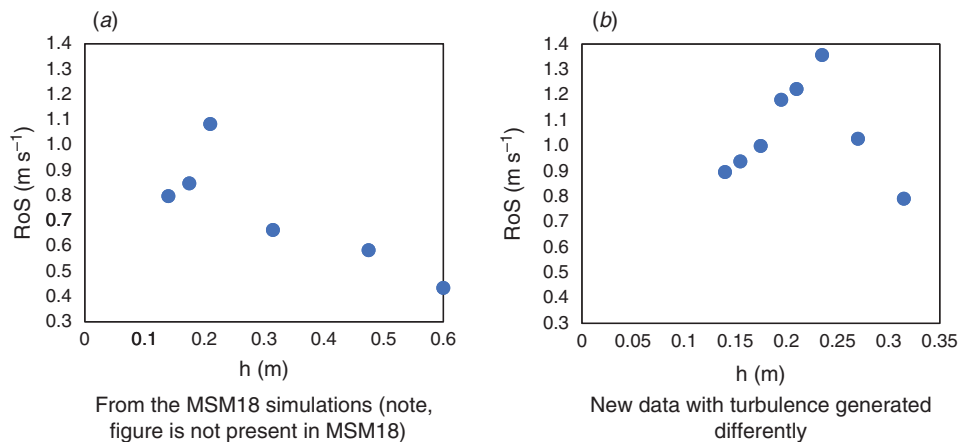 (a)
1.4
1.3
1.2
1.1
1.0
0.9
0.8
0.7
0.6
0.5
0.4
0.3
RoS (m s⁻¹)
0 0.1 0.2 0.3 0.4 0.5 0.6
h (m)
From the MSM18 simulations (note,
figure is not present in MSM18)
(b)
1.4
1.3
1.2
1.1
1.0
0.9
0.8
0.7
0.6
0.5
0.4
0.3
RoS (m s⁻¹)
0 0.05 0.1 0.15 0.2 0.25 0.3 0.35
h (m)
New data with turbulence generated
differently